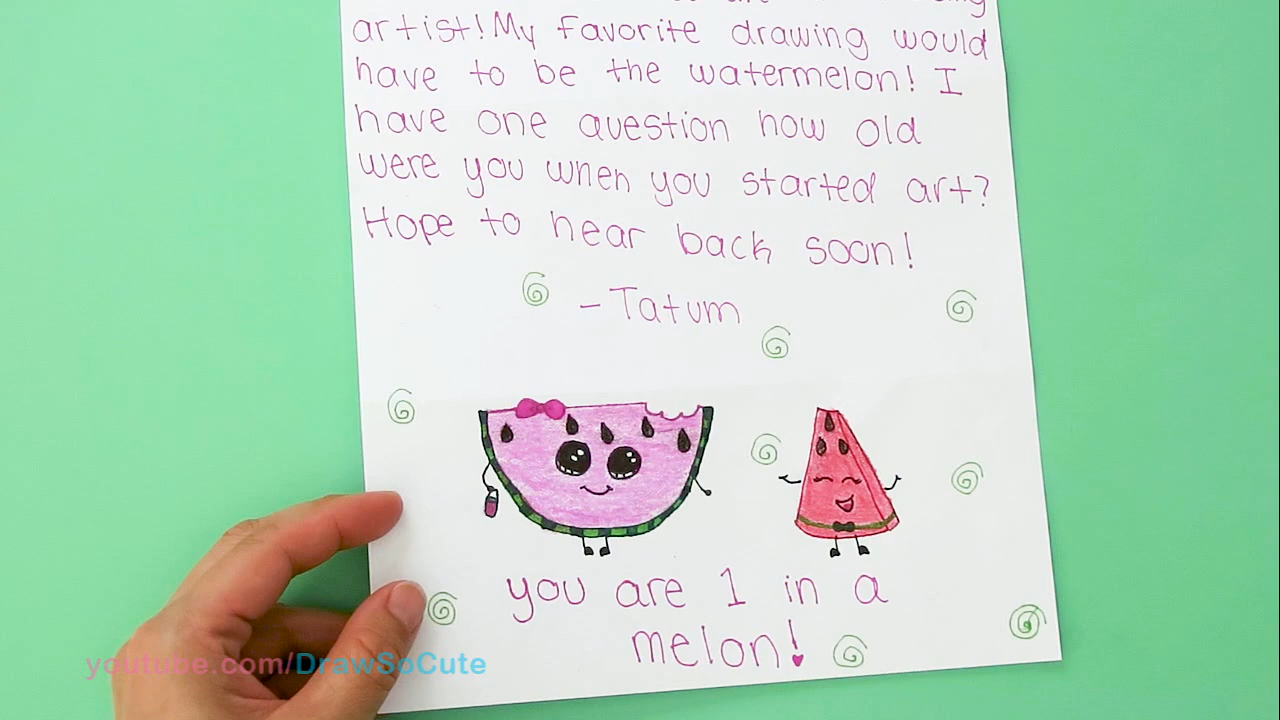 artist! My Favorite drawing would
have to be the watermelon! I
have one question how old
were you when you started art?
Hope to hear back soon!
-Tatum
you are 1 in a
melon!
youtube.com/DrawSoCute